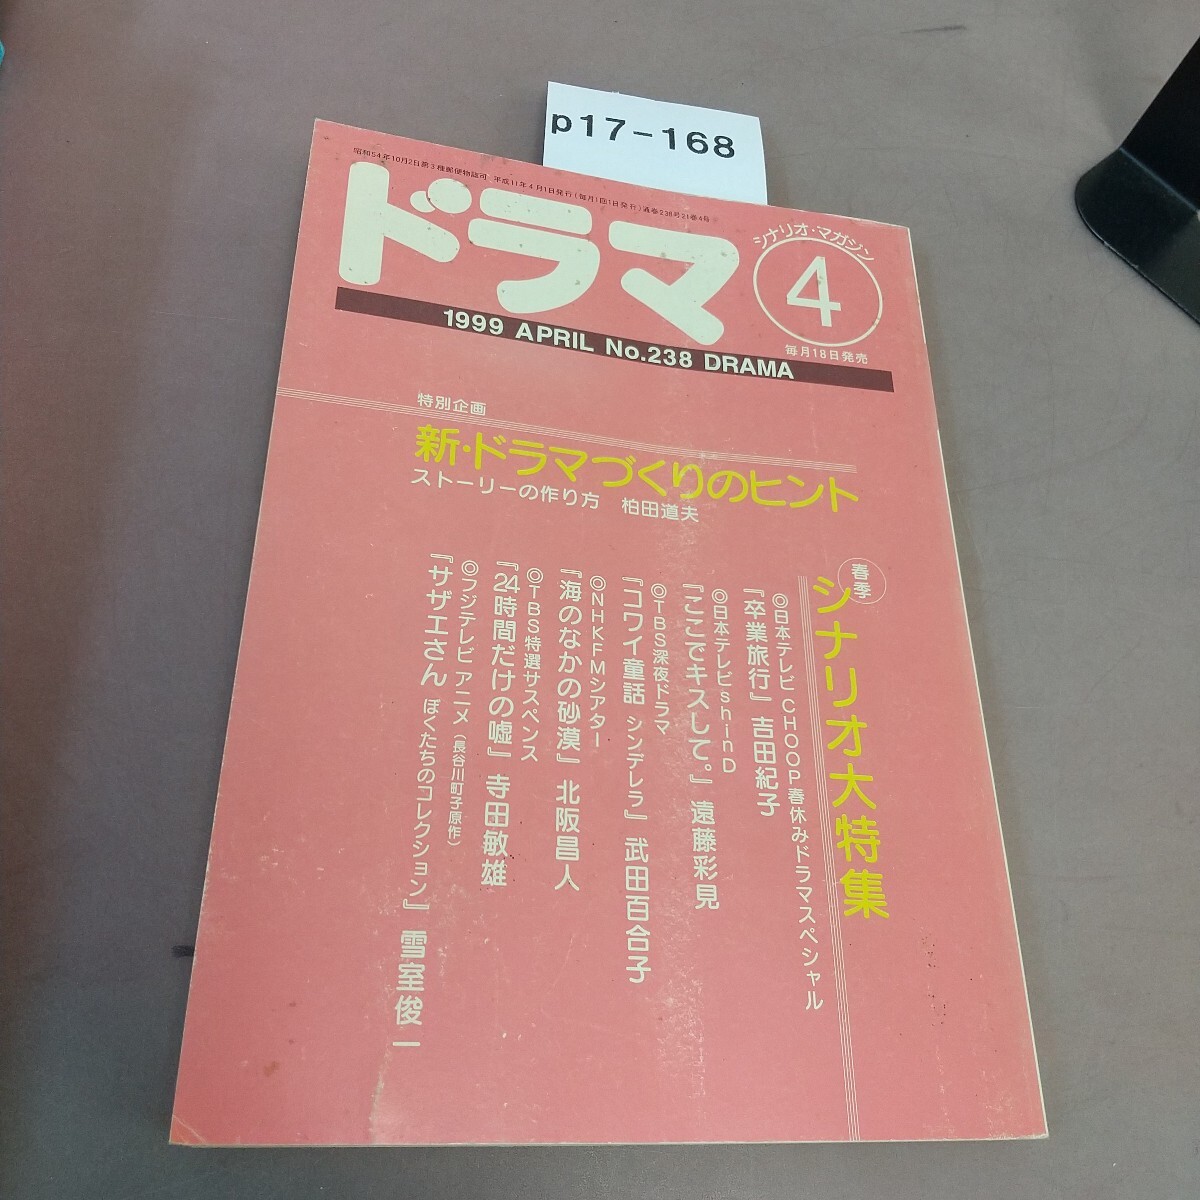 p17-168
昭和54年10月2日第3種郵便物認可 平成11年4月1日発行(毎月1回1日発行)通巻238号21巻4号
ドラマ
シナリオ・マガジン
4
毎月18日発売
1999 APRIL No.238 DRAMA
特別企画
新・ドラマづくりのヒント
ストーリーの作り方 柏田道夫
春季
シナリオ大特集
◎日本テレビ CHOOP春休みドラマスペシャル
『卒業旅行』 吉田紀子
◎日本テレビshinD
『ここでキスして。』 遠藤彩見
◎TBS深夜ドラマ
『コワイ童話 シンデレラ』 武田百合子
◎NHKFMシアター
『海のなかの砂漠』 北阪昌人
◎TBS特選サスペンス
『24時間だけの嘘』 寺田敏雄
◎フジテレビ アニメ(長谷川町子原作)
『サザエさん ぼくたちのコレクション』 雪室俊一